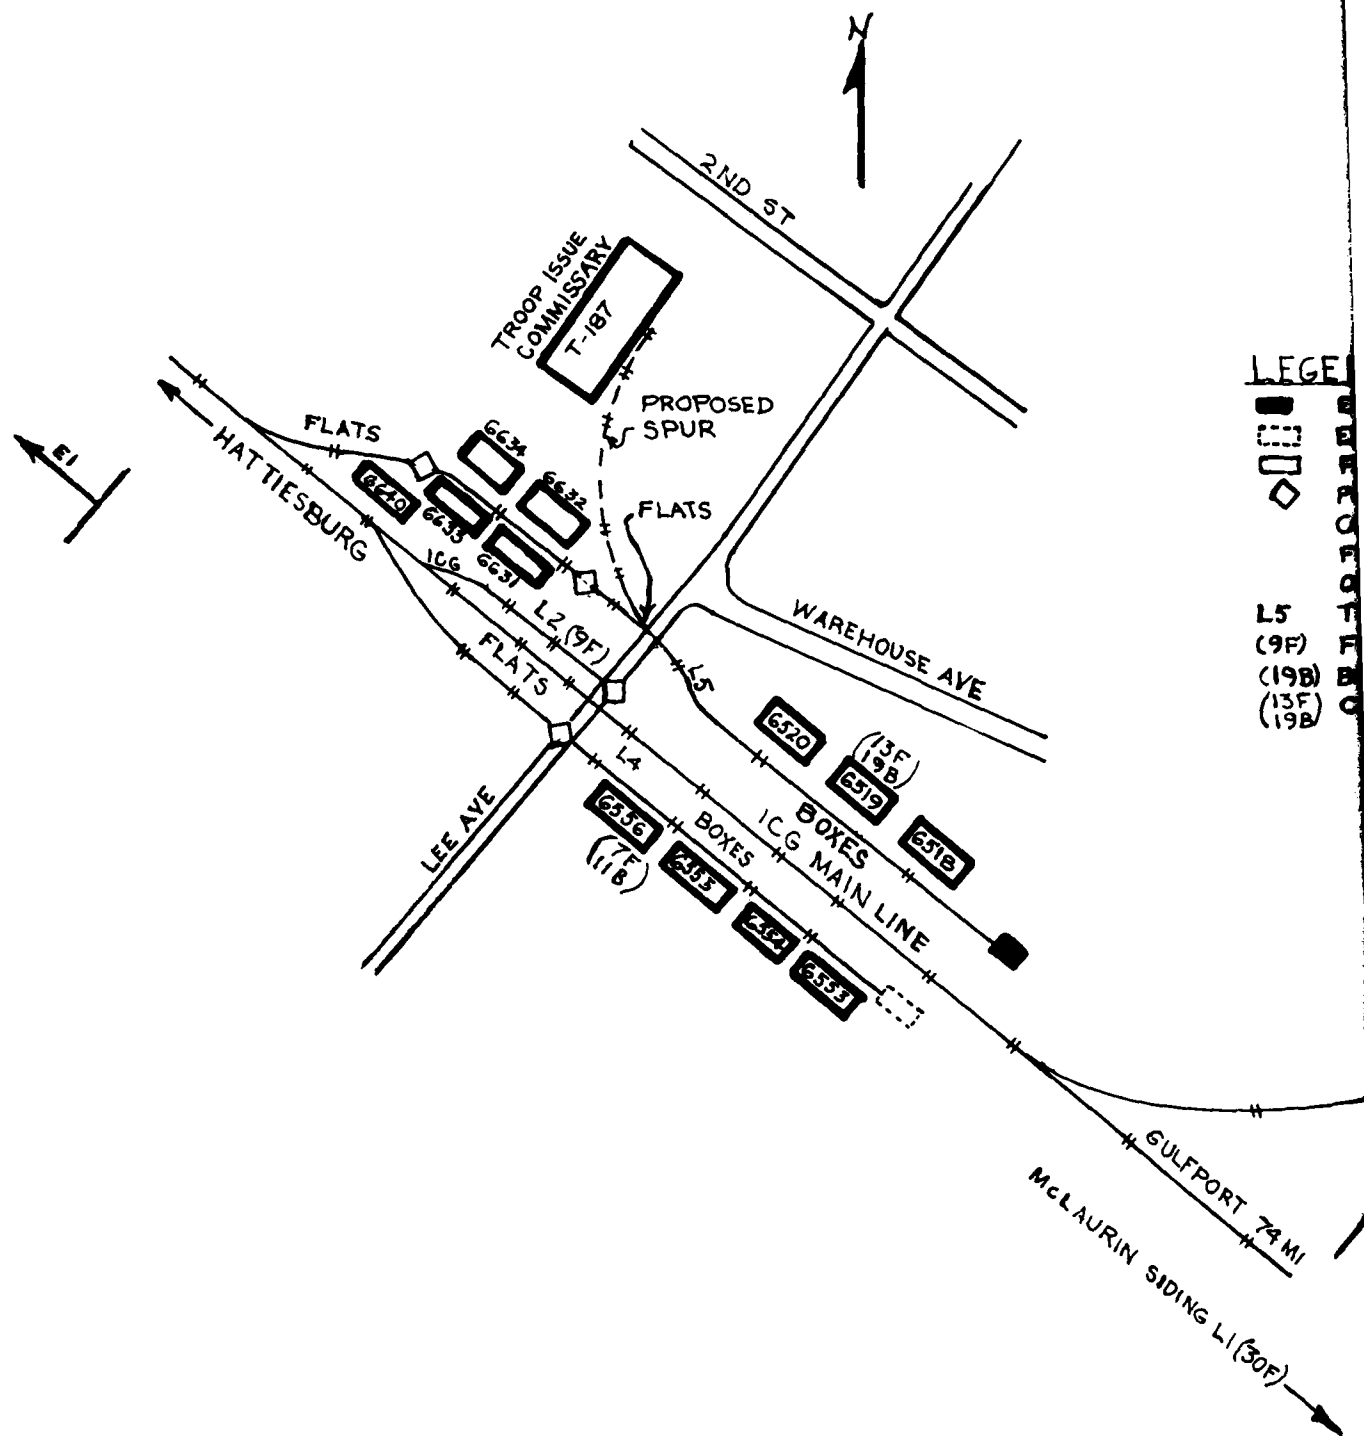 N
2ND ST
TROOP ISSUE
COMMISSARY
T-187
PROPOSED
SPUR
FLATS
FLATS
HATTIESBURG
E1
6634
6632
6640
6633
6631
ICG
L2 (9F)
FLATS
L5
WAREHOUSE AVE
LEE AVE
L4
6520
(13F
19B)
6519
6518
BOXES
BOXES
ICG MAIN LINE
6556
(7F
11B)
6555
6554
6553
GULFPORT 74 MI
McLAURIN SIDING L1 (30F)
LEGE
L5
(9F)
(19B)
(13F)
19B)